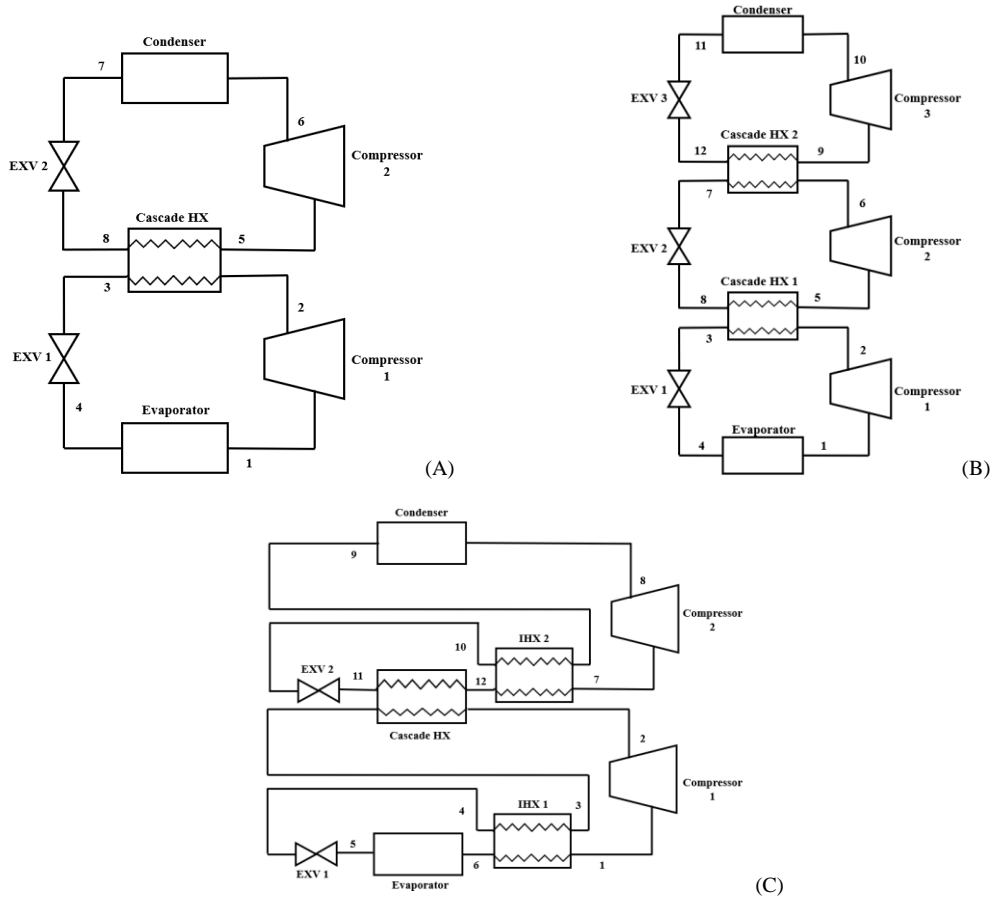 Condenser
7
6
EXV 2
Compressor
2
Cascade HX
8
5
3
2
EXV 1
Compressor
1
4
Evaporator
1
(A)
Condenser
11
10
EXV 3
Compressor
3
Cascade HX 2
12
9
7
6
EXV 2
Compressor
2
Cascade HX 1
8
5
3
2
EXV 1
Compressor
1
Evaporator
4
1
(B)
Condenser
9
8
Compressor
2
IHX 2
10
EXV 2
11
12
7
Cascade HX
2
Compressor
1
IHX 1
4
3
5
EXV 1
6
1
Evaporator
(C)